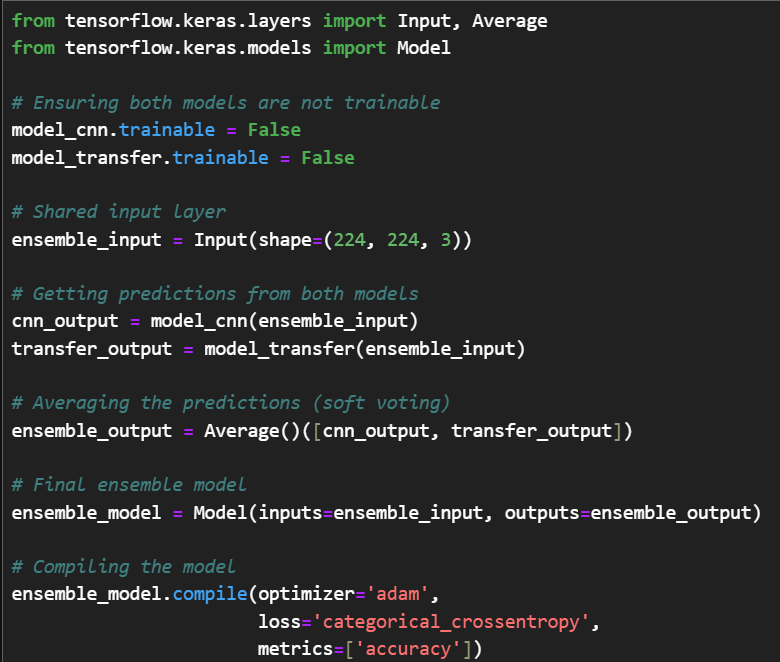 from tensorflow.keras.layers import Input, Average
from tensorflow.keras.models import Model
# Ensuring both models are not trainable
model_cnn.trainable = False
model_transfer.trainable = False
# Shared input layer
ensemble_input = Input(shape=(224, 224, 3))
# Getting predictions from both models
cnn_output = model_cnn(ensemble_input)
transfer_output = model_transfer(ensemble_input)
# Averaging the predictions (soft voting)
ensemble_output = Average()([cnn_output, transfer_output])
# Final ensemble model
ensemble_model = Model(inputs=ensemble_input, outputs=ensemble_output)
# Compiling the model
ensemble_model.compile(optimizer='adam',
                       loss='categorical_crossentropy',
                       metrics=['accuracy'])